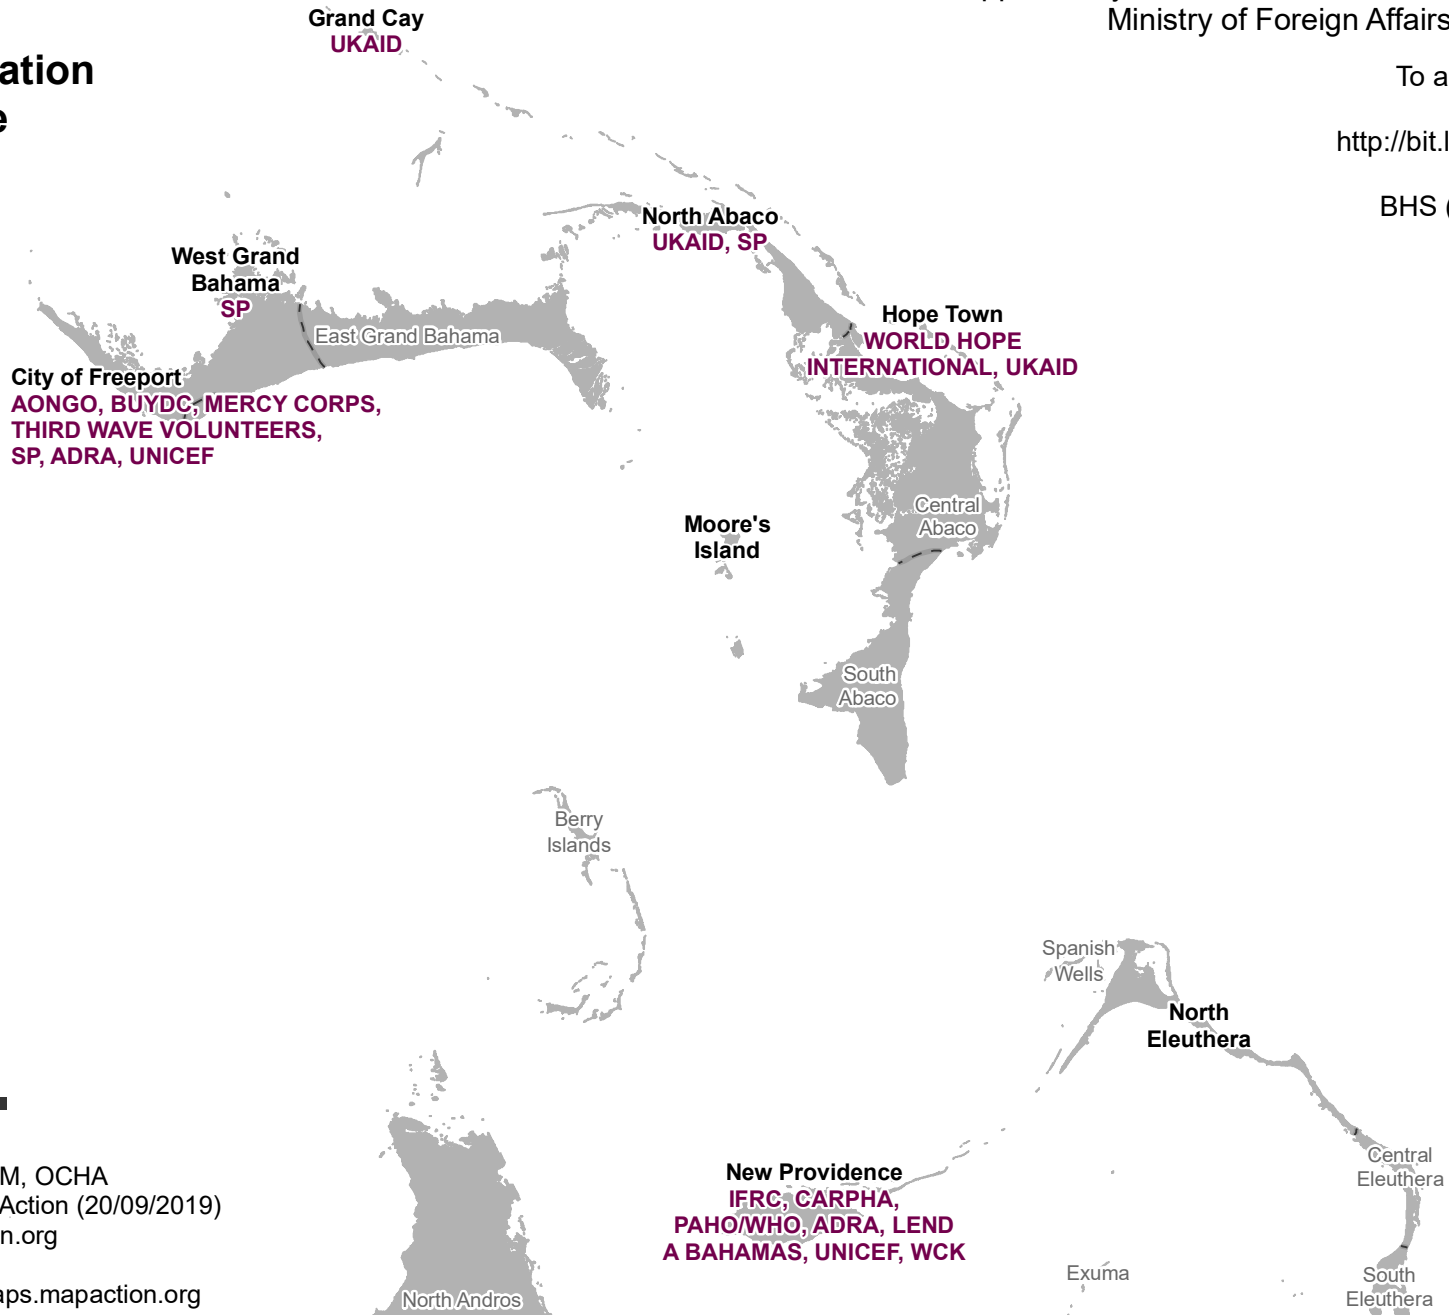 Grand Cay
UKAID
Ministry of Foreign Affairs
ation
e
To a
http://bit.l
BHS (
North Abaco
UKAID, SP
West Grand
Bahama
SP
East Grand Bahama
Hope Town
WORLD HOPE
INTERNATIONAL, UKAID
City of Freeport
AONGO, BUYDC, MERCY CORPS,
THIRD WAVE VOLUNTEERS,
SP, ADRA, UNICEF
Central
Abaco
Moore's
Island
South
Abaco
Berry
Islands
Spanish
Wells
North
Eleuthera
Central
Eleuthera
New Providence
IFRC, CARPHA,
PAHO/WHO, ADRA, LEND
A BAHAMAS, UNICEF, WCK
M, OCHA
Action (20/09/2019)
n.org
aps.mapaction.org
North Andros
Exuma
South
Eleuthera